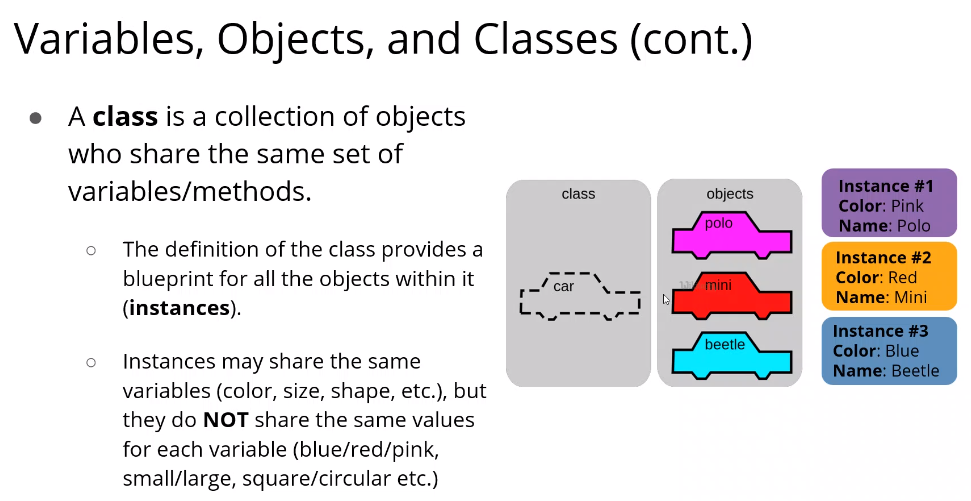 Variables, Objects, and Classes (cont.)
● A class is a collection of objects
who share the same set of
variables/methods.
○ The definition of the class provides a
blueprint for all the objects within it
(instances).
○ Instances may share the same
variables (color, size, shape, etc.), but
they do NOT share the same values
for each variable (blue/red/pink,
small/large, square/circular etc.)
class
car
objects
polo
mini
beetle
Instance #1
Color: Pink
Name: Polo
Instance #2
Color: Red
Name: Mini
Instance #3
Color: Blue
Name: Beetle